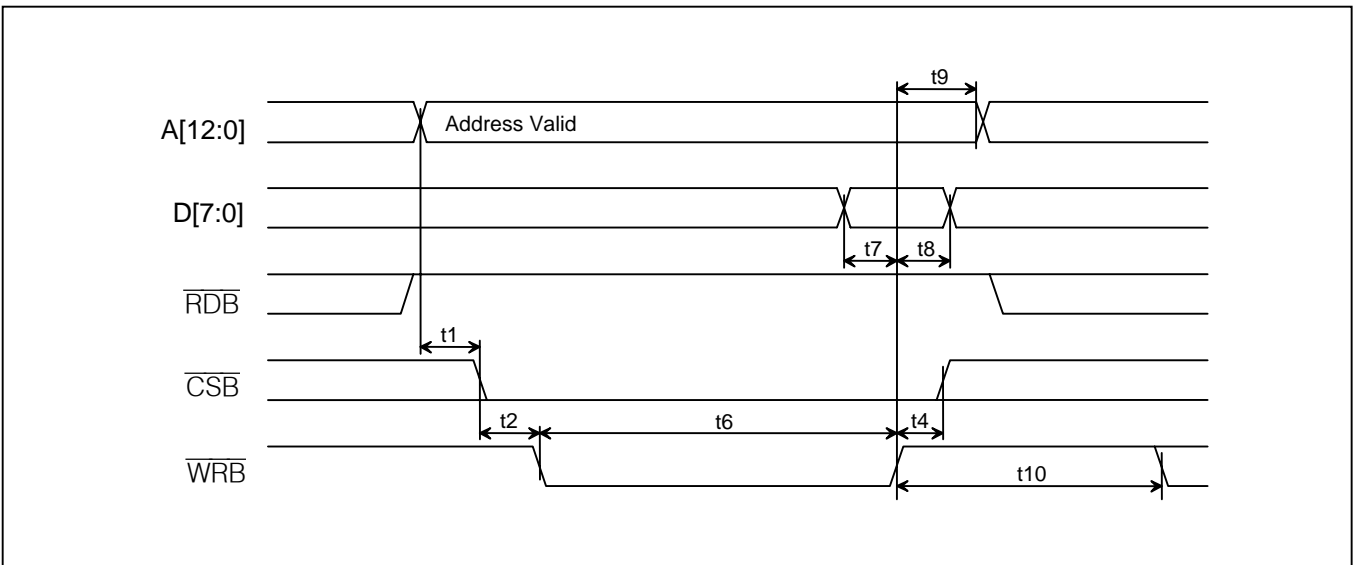 t9
A[12:0]
Address Valid
D[7:0]
t7
t8
RDB
t1
CSB
t2
t6
t4
WRB
t10